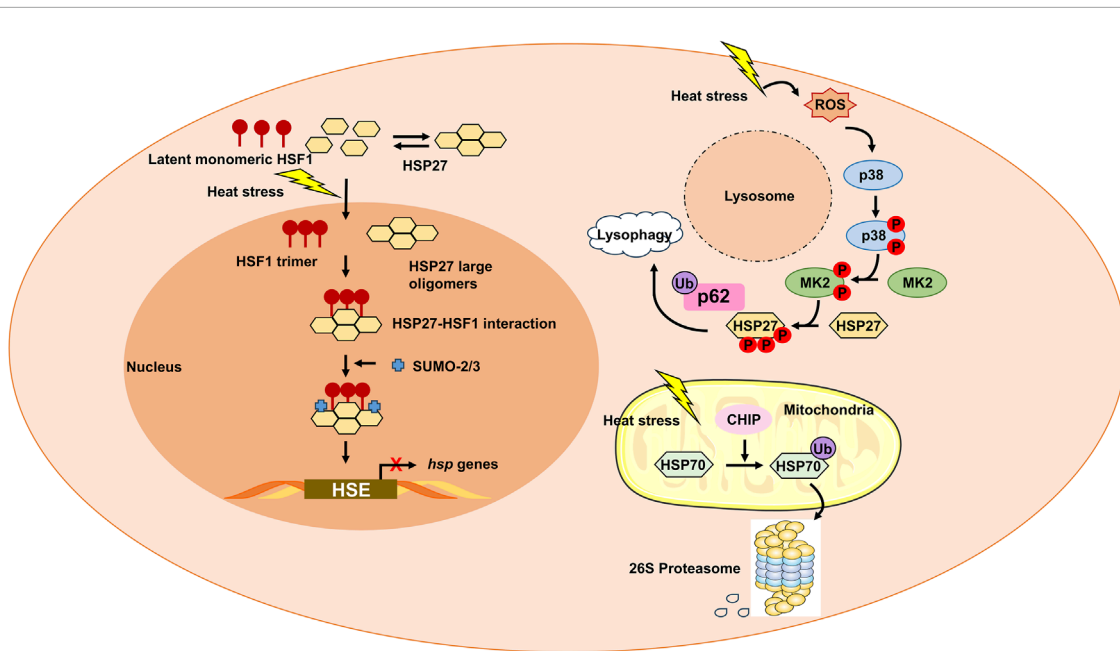 Latent monomeric HSF1
HSP27
Heat stress
HSF1 trimer
HSP27 large
oligomers
HSP27-HSF1 interaction
Nucleus
SUMO-2/3
X
hsp genes
HSE
Heat stress
ROS
Lysosome
p38
p38
P
P
Lysophagy
MK2
P
P
MK2
Ub
p62
HSP27
P
P
P
HSP27
Heat stress
CHIP
Mitochondria
HSP70
HSP70
Ub
26S Proteasome